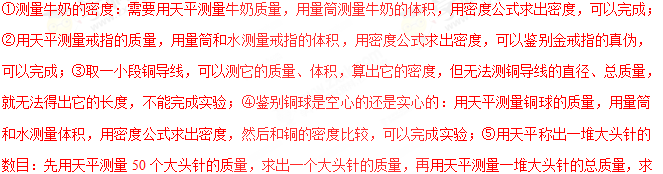 ①测量牛奶的密度：需要用天平测量牛奶质量，用量筒测量牛奶的体积，用密度公式求出密度，可以完成；
②用天平测量戒指的质量，用量筒和水测量戒指的体积，用密度公式求出密度，可以鉴别金戒指的真伪，
可以完成；③取一小段铜导线，可以测它的质量、体积，算出它的密度，但无法测铜导线的直径、总质量，
就无法得出它的长度，不能完成实验；④鉴别铜球是空心的还是实心的：用天平测量铜球的质量，用量筒
和水测量体积，用密度公式求出密度，然后和铜的密度比较，可以完成实验；⑤用天平称出一堆大头针的
数目：先用天平测量 50 个大头针的质量，求出一个大头针的质量，再用天平测量一堆大头针的总质量，求